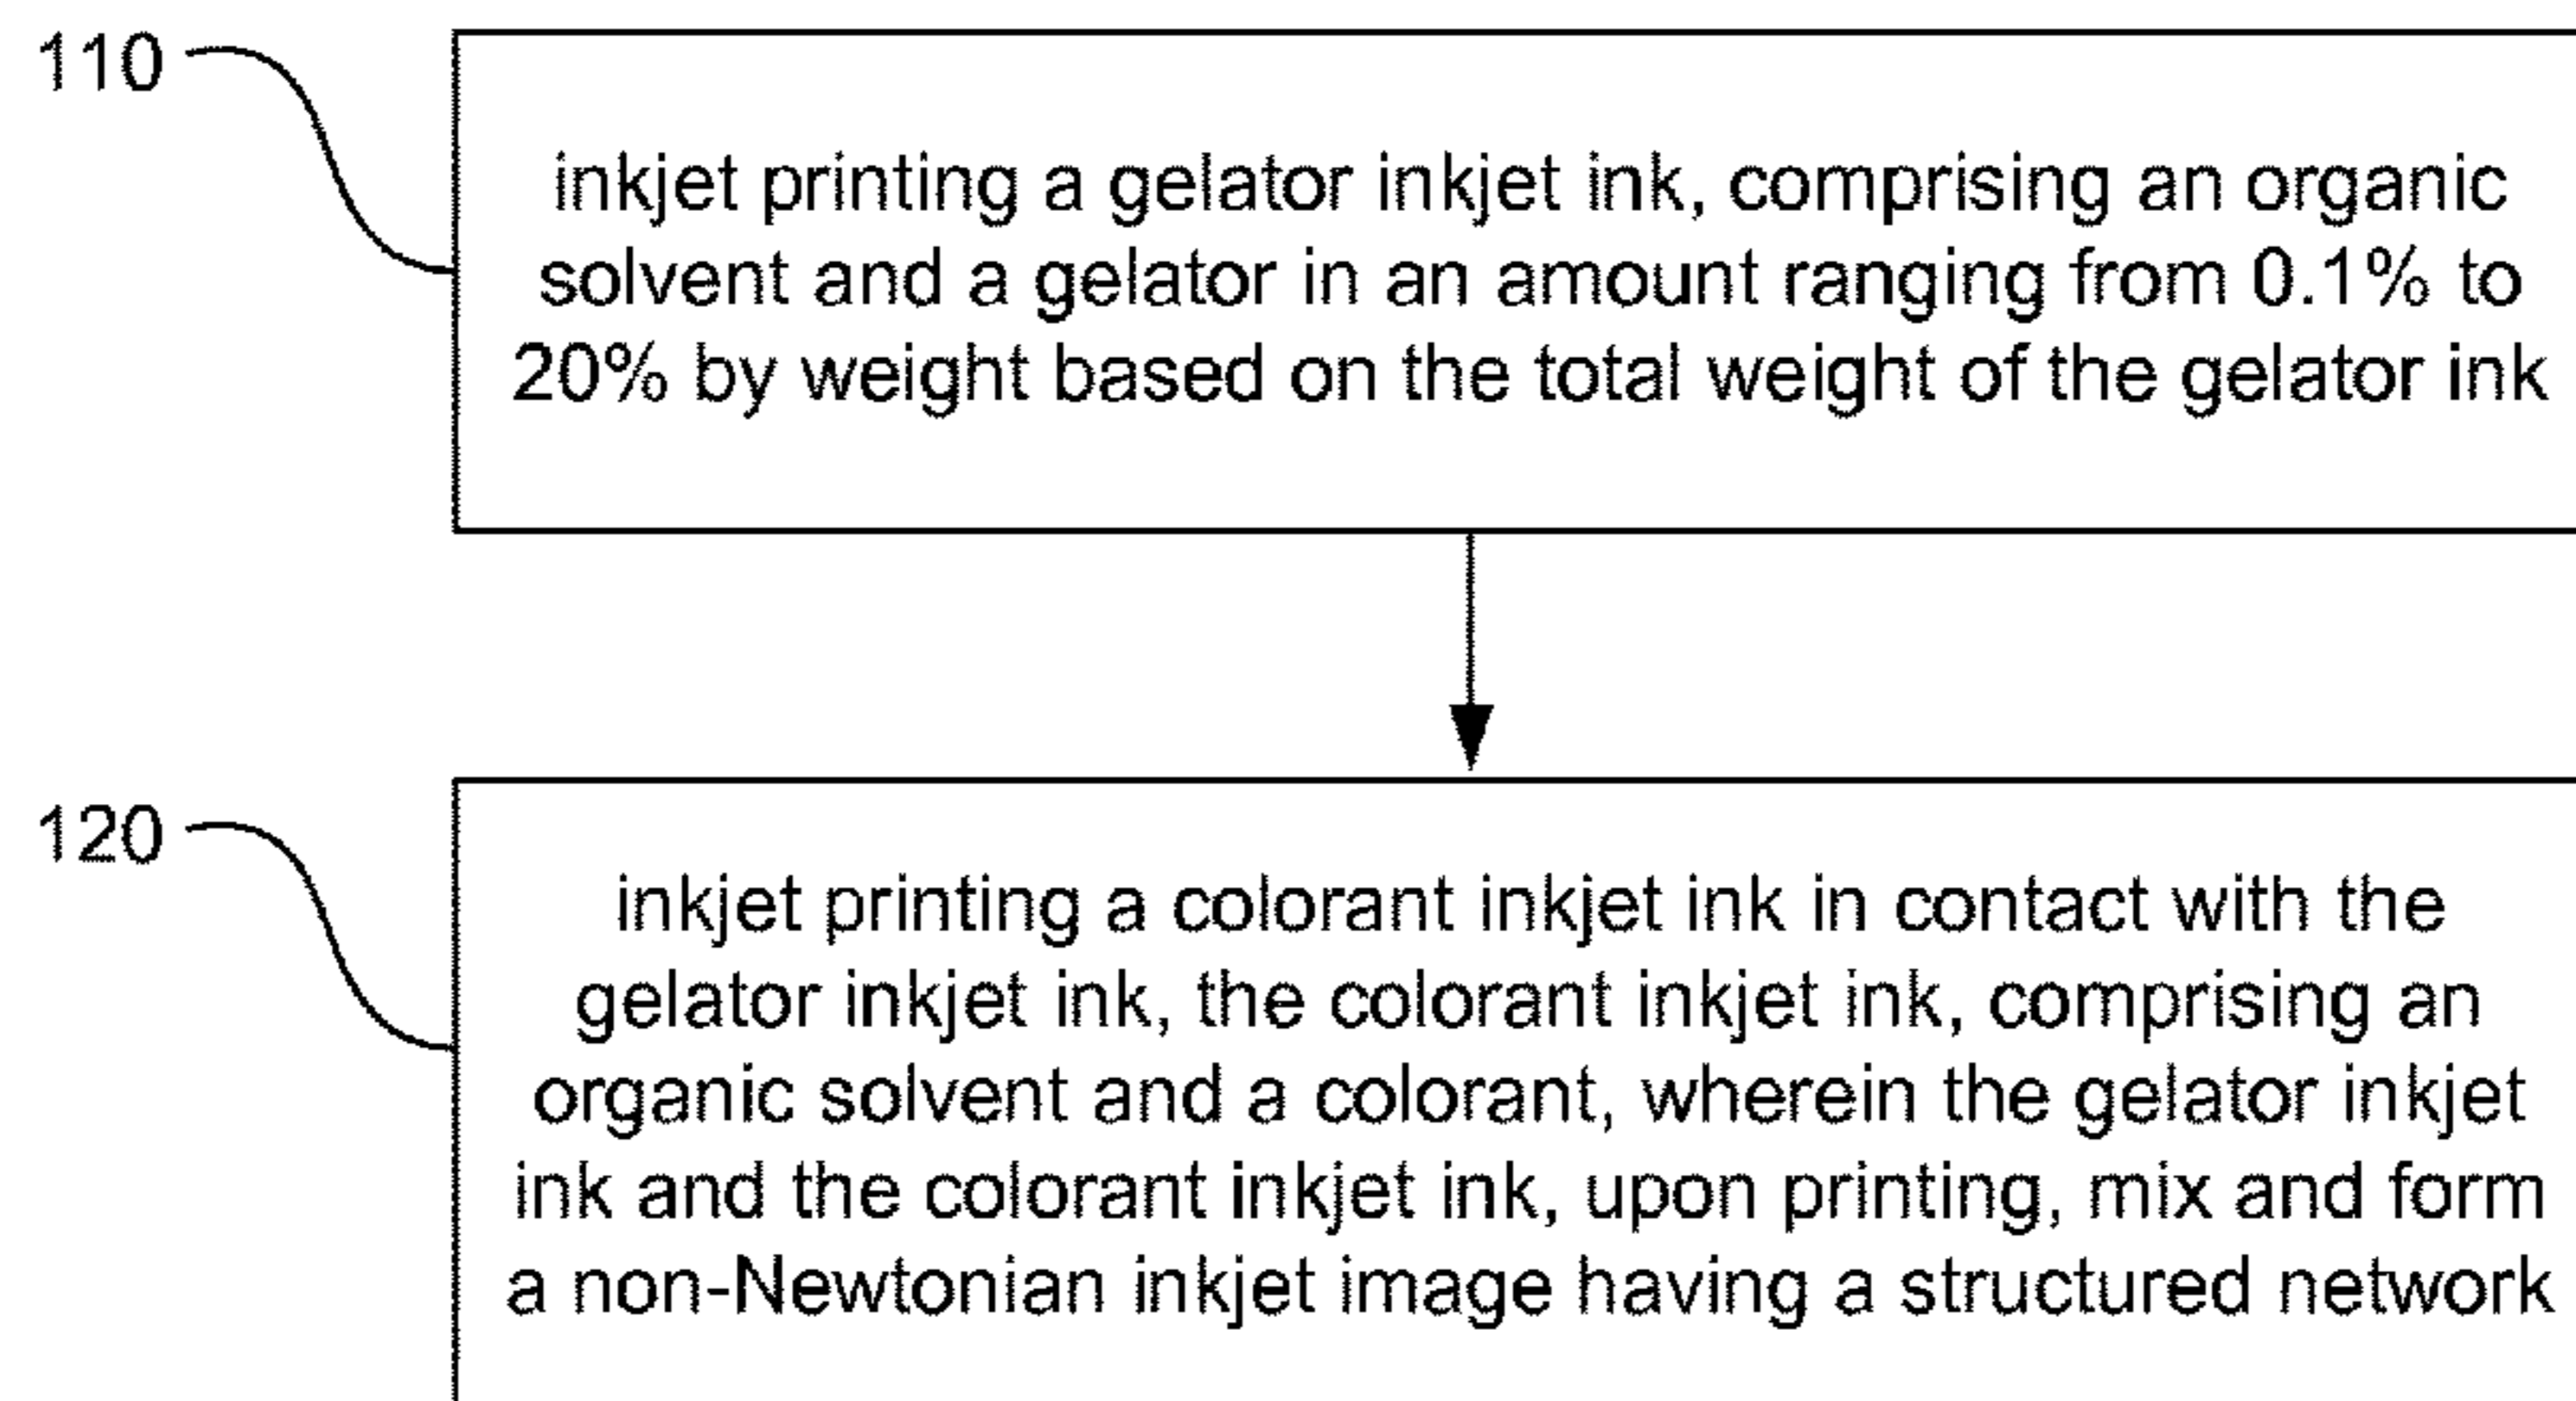 110
inkjet printing a gelator inkjet ink, comprising an organic
solvent and a gelator in an amount ranging from 0.1% to
20% by weight based on the total weight of the gelator ink
120
inkjet printing a colorant inkjet ink in contact with the
gelator inkjet ink, the colorant inkjet ink, comprising an
organic solvent and a colorant, wherein the gelator inkjet
ink and the colorant inkjet ink, upon printing, mix and form
a non-Newtonian inkjet image having a structured network